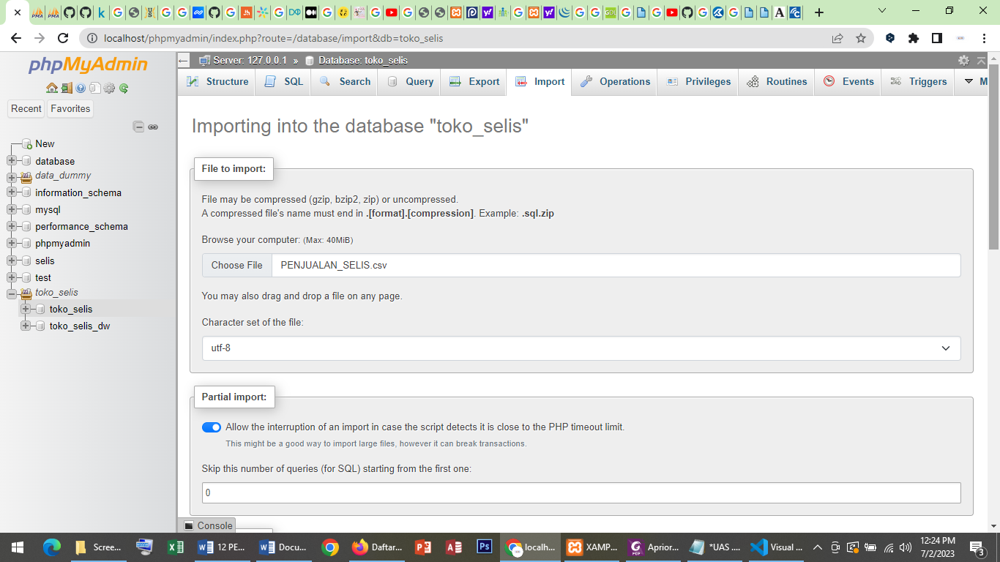 localhost/phpmyadmin/index.php?route=/database/import&db=toko_selis
phpMyAdmin
Recent
Favorites
New
database
data_dummy
information_schema
mysql
performance_schema
phpmyadmin
selis
test
toko_selis
toko_selis
toko_selis_dw
Server: 127.0.0.1 » Database: toko_selis
Structure
SQL
Search
Query
Export
Import
Operations
Privileges
Routines
Events
Triggers
M
Importing into the database "toko_selis"
File to import:
File may be compressed (gzip, bzip2, zip) or uncompressed.
A compressed file's name must end in .[format].[compression]. Example: .sql.zip
Browse your computer: (Max: 40MiB)
Choose File PENJUALAN_SELIS.csv
You may also drag and drop a file on any page.
Character set of the file:
utf-8
Partial import:
Allow the interruption of an import in case the script detects it is close to the PHP timeout limit.
This might be a good way to import large files, however it can break transactions.
Skip this number of queries (for SQL) starting from the first one:
0
Console
Scree...
12 PE...
Docu...
Daftar...
localh...
XAMP...
Aprior...
*UAS ...
Visual ...
12:24 PM
7/2/2023
3